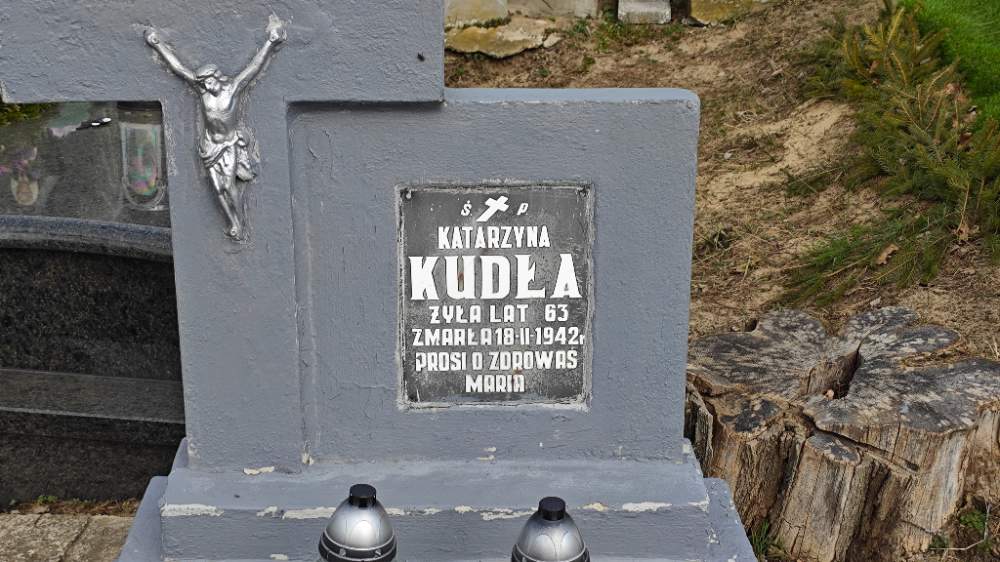 Ś. P
KATARZYNA
KUDŁA
ŻYŁA LAT 63
ZMARŁA 18-II-1942r
PROSI O ZDROWAŚ
MARIA